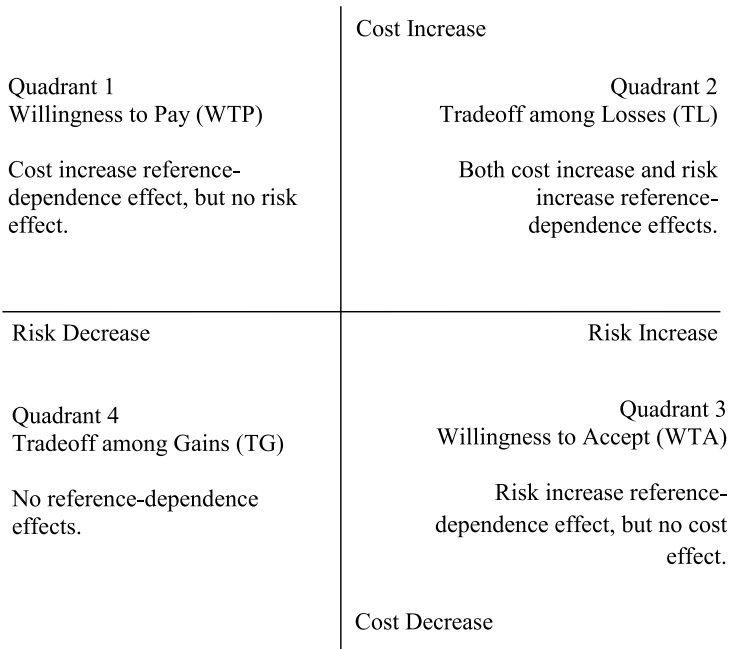 Cost Increase
Quadrant 1
Willingness to Pay (WTP)
Cost increase reference-
dependence effect, but no risk
effect.
Quadrant 2
Tradeoff among Losses (TL)
Both cost increase and risk
increase reference-
dependence effects.
Risk Decrease
Risk Increase
Quadrant 4
Tradeoff among Gains (TG)
No reference-dependence
effects.
Quadrant 3
Willingness to Accept (WTA)
Risk increase reference-
dependence effect, but no cost
effect.
Cost Decrease